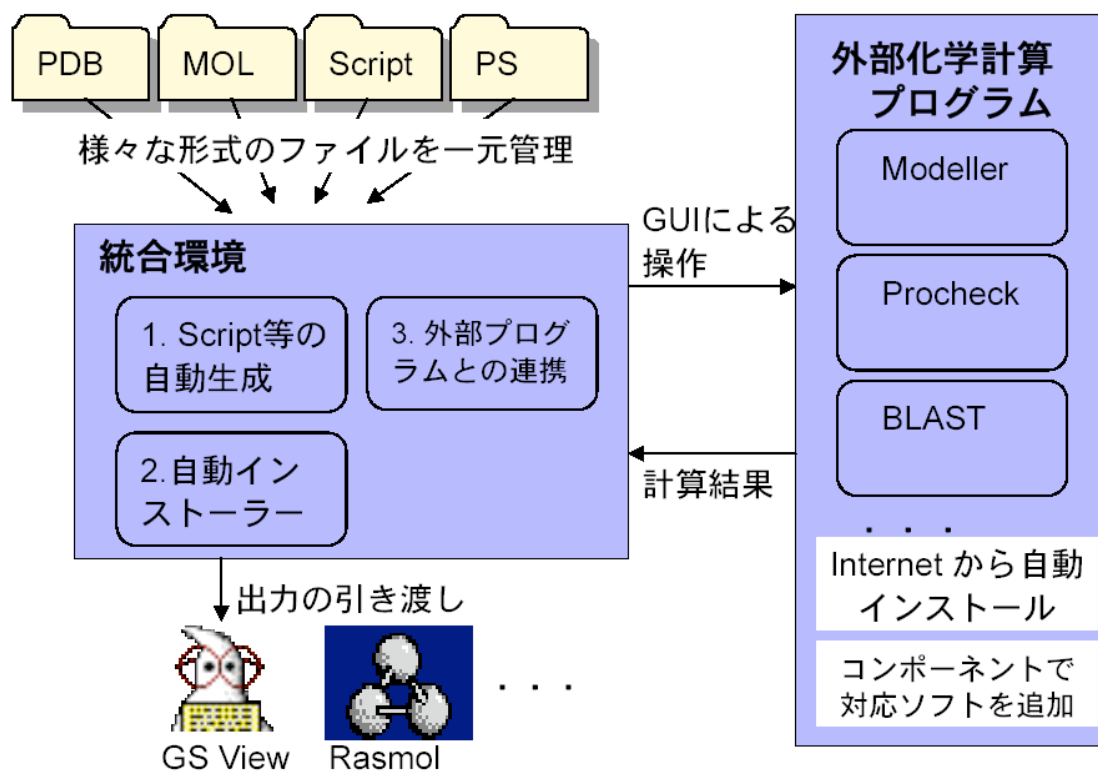 PDB
MOL
Script
PS
様々な形式のファイルを一元管理
統合環境
1. Script等の
自動生成
2.自動イン
ストーラー
3. 外部プログ
ラムとの連携
GUIによる
操作
計算結果
外部化学計算
プログラム
Modeller
Procheck
BLAST
・・・
Internet から自動
インストール
コンポーネントで
対応ソフトを追加
出力の引き渡し
GS View
Rasmol
・・・